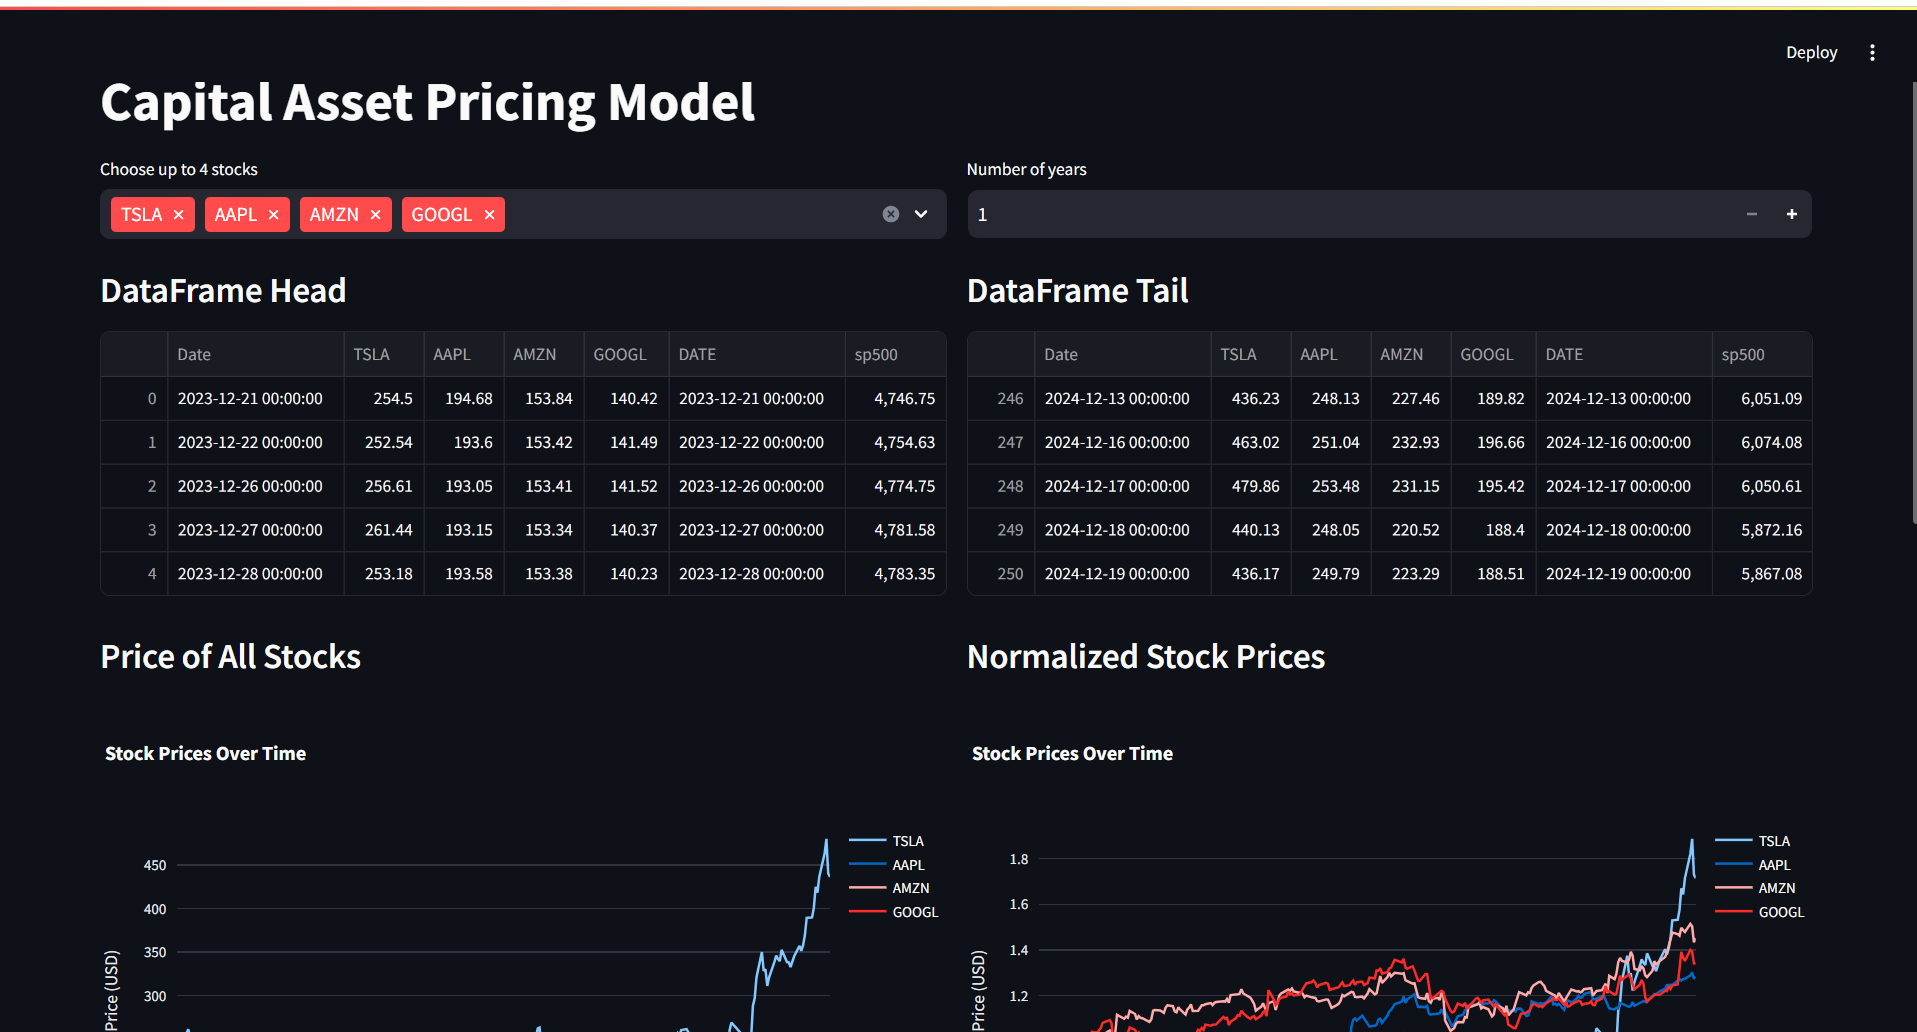 Deploy
Capital Asset Pricing Model
Choose up to 4 stocks
TSLA AAPL AMZN GOOGL
Number of years
1
DataFrame Head
Date TSLA AAPL AMZN GOOGL DATE sp500
0 2023-12-21 00:00:00 254.5 194.68 153.84 140.42 2023-12-21 00:00:00 4,746.75
1 2023-12-22 00:00:00 252.54 193.6 153.42 141.49 2023-12-22 00:00:00 4,754.63
2 2023-12-26 00:00:00 256.61 193.05 153.41 141.52 2023-12-26 00:00:00 4,774.75
3 2023-12-27 00:00:00 261.44 193.15 153.34 140.37 2023-12-27 00:00:00 4,781.58
4 2023-12-28 00:00:00 253.18 193.58 153.38 140.23 2023-12-28 00:00:00 4,783.35
DataFrame Tail
Date TSLA AAPL AMZN GOOGL DATE sp500
246 2024-12-13 00:00:00 436.23 248.13 227.46 189.82 2024-12-13 00:00:00 6,051.09
247 2024-12-16 00:00:00 463.02 251.04 232.93 196.66 2024-12-16 00:00:00 6,074.08
248 2024-12-17 00:00:00 479.86 253.48 231.15 195.42 2024-12-17 00:00:00 6,050.61
249 2024-12-18 00:00:00 440.13 248.05 220.52 188.4 2024-12-18 00:00:00 5,872.16
250 2024-12-19 00:00:00 436.17 249.79 223.29 188.51 2024-12-19 00:00:00 5,867.08
Price of All Stocks
Stock Prices Over Time
450
400
350
300
Price (USD)
TSLA
AAPL
AMZN
GOOGL
Normalized Stock Prices
Stock Prices Over Time
1.8
1.6
1.4
1.2
Price (USD)
TSLA
AAPL
AMZN
GOOGL